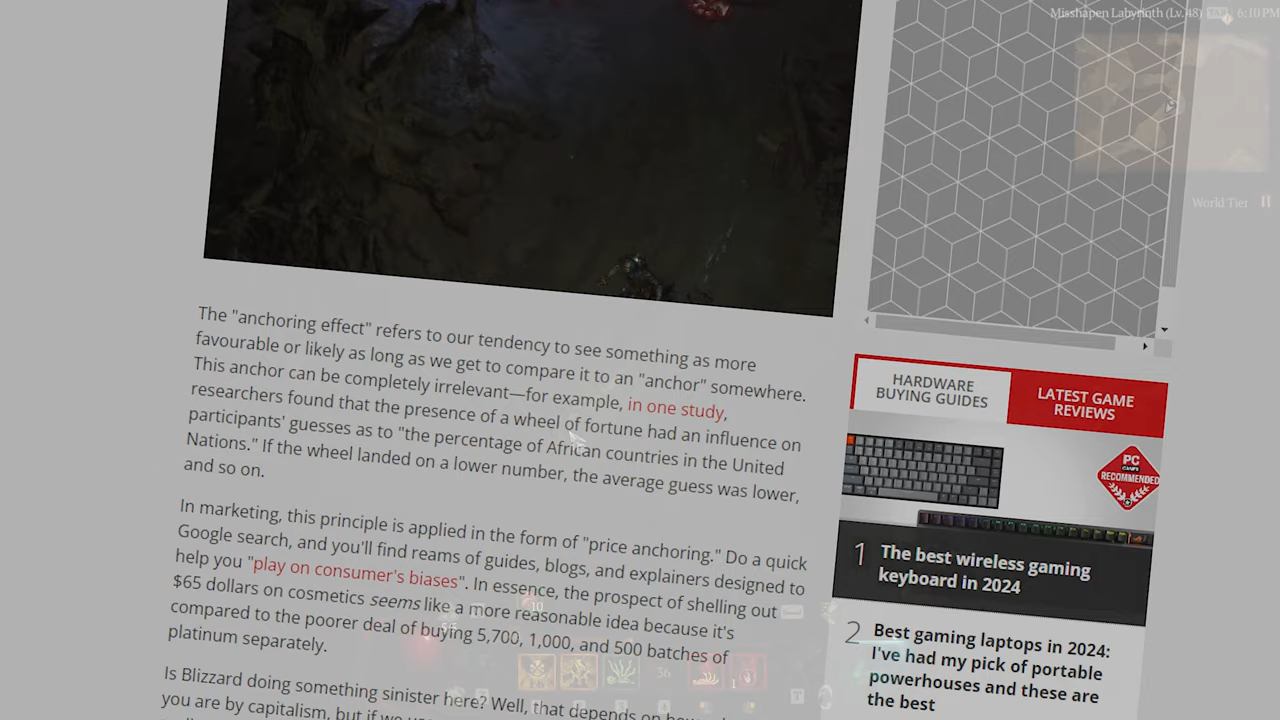 Misshapen Labyrinth (Lv.48) TAB 6:10 PM
World Tier II
The "anchoring effect" refers to our tendency to see something as more
favourable or likely as long as we get to compare it to an "anchor" somewhere.
This anchor can be completely irrelevant—for example, in one study,
researchers found that the presence of a wheel of fortune had an influence on
participants' guesses as to "the percentage of African countries in the United
Nations." If the wheel landed on a lower number, the average guess was lower,
and so on.
In marketing, this principle is applied in the form of "price anchoring." Do a quick
Google search, and you'll find reams of guides, blogs, and explainers designed to
help you "play on consumer's biases". In essence, the prospect of shelling out
$65 dollars on cosmetics seems like a more reasonable idea because it's
compared to the poorer deal of buying 5,700, 1,000, and 500 batches of
platinum separately.
Is Blizzard doing something sinister here? Well, that depends on
you are by capitalism, but if we
HARDWARE
BUYING GUIDES
LATEST GAME
REVIEWS
PC
GAMER
RECOMMENDED
1 The best wireless gaming
keyboard in 2024
2 Best gaming laptops in 2024:
I've had my pick of portable
powerhouses and these are
the best
10
36
1
T